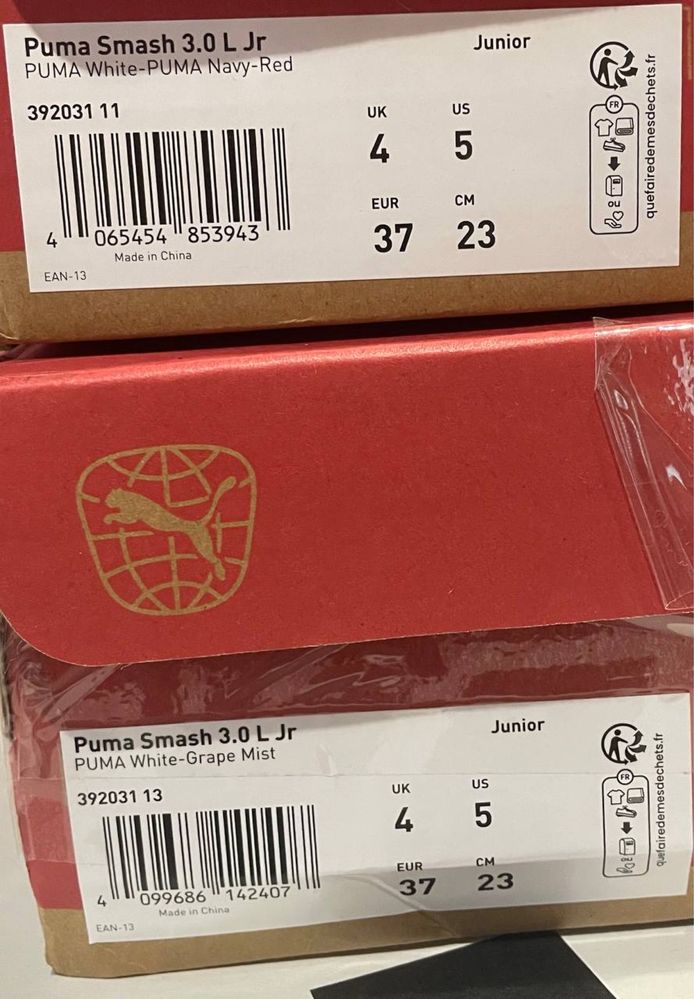 Puma Smash 3.0 L Jr
Junior
PUMA White-PUMA Navy-Red
392031 11
UK
US
4
5
EUR
CM
37
23
4 065454 853943
Made in China
EAN-13
FR
OU
quefairedemesdechets.fr
Puma Smash 3.0 L Jr
Junior
PUMA White-Grape Mist
392031 13
UK
US
4
5
EUR
CM
37
23
4 099686 142407
Made in China
EAN-13
FR
OU
quefairedemesdechets.fr